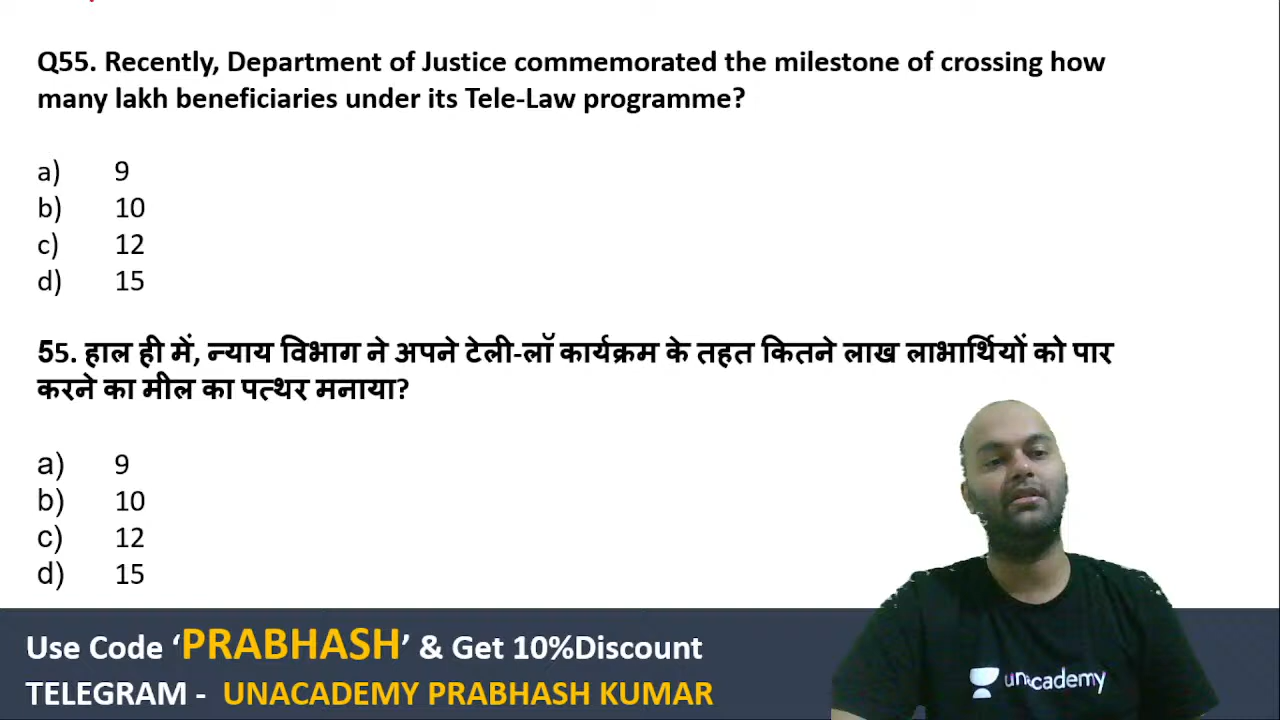 Q55. Recently, Department of Justice commemorated the milestone of crossing how
many lakh beneficiaries under its Tele-Law programme?
a) 9
b) 10
c) 12
d) 15
55. हाल ही में, न्याय विभाग ने अपने टेली-लॉ कार्यक्रम के तहत कितने लाख लाभार्थियों को पार
करने का मील का पत्थर मनाया?
a) 9
b) 10
c) 12
d) 15
Use Code ‘PRABHASH’ & Get 10%Discount
TELEGRAM - UNACADEMY PRABHASH KUMAR
unacademy